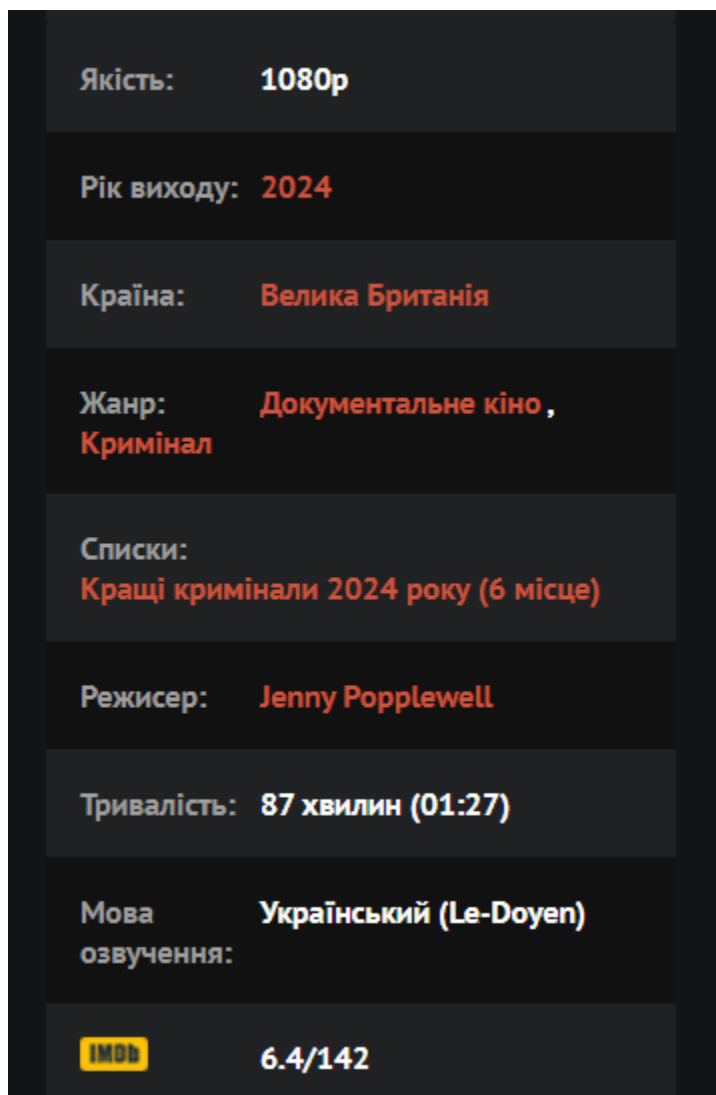 Якість: 1080p
Рік виходу: 2024
Країна: Велика Британія
Жанр: Документальне кіно ,
Кримінал
Списки:
Кращі кримінали 2024 року (6 місце)
Режисер: Jenny Popplewell
Тривалість: 87 хвилин (01:27)
Мова озвучення: Український (Le-Doyen)
IMDb 6.4/142